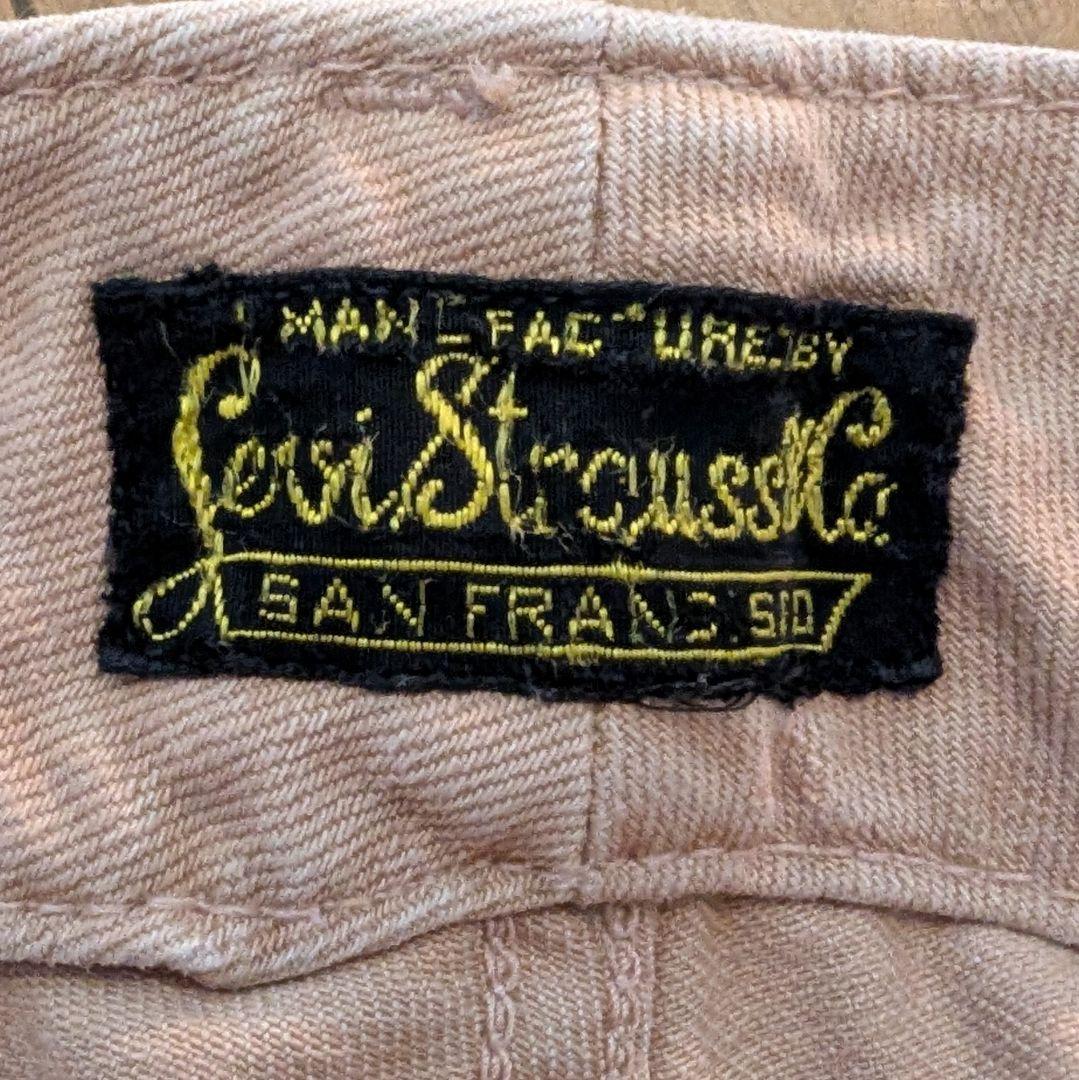 MANUFACTURED BY
Levi Strauss & Co.
SAN FRANCISCO